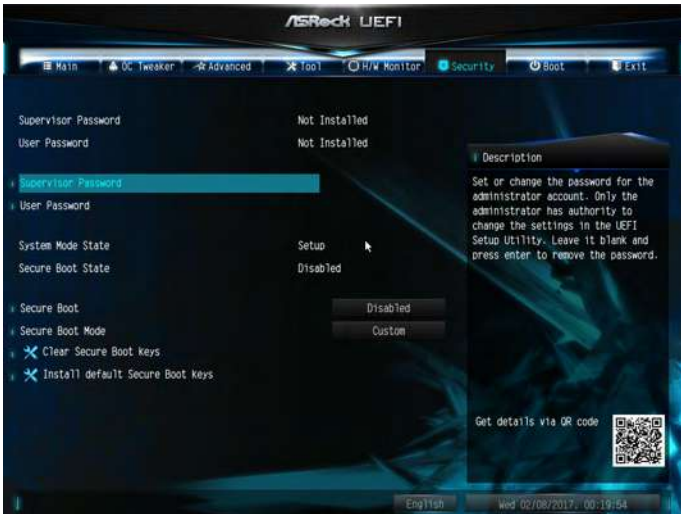 ASRock UEFI
Main OC Tweaker Advanced Tool H/W Monitor Security Boot Exit
Supervisor Password Not Installed
User Password Not Installed
Supervisor Password
User Password
System Mode State Setup
Secure Boot State Disabled
Secure Boot Disabled
Secure Boot Mode Custom
Clear Secure Boot keys
Install default Secure Boot keys
Description
Set or change the password for the
administrator account. Only the
administrator has authority to
change the settings in the UEFI
Setup Utility. Leave it blank and
press enter to remove the password.
Get details via QR code
English Wed 02/08/2017, 00:19:54